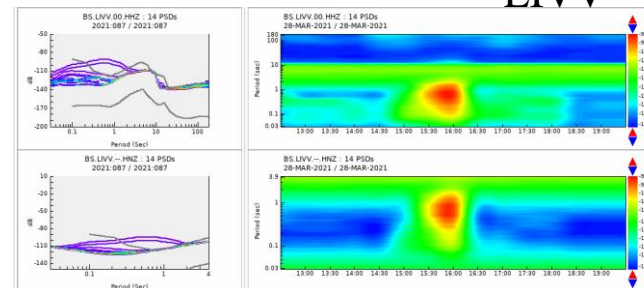 LIVV
BS.LIVV.00.HHZ : 14 PSDs
2021:087 / 2021:087
-50
-80
-110
-140
-170
-200
dB
0.1 1 10 100
Period (Sec)
BS.LIVV.00.HHZ : 14 PSDs
28-MAR-2021 / 28-MAR-2021
180
100
10
1
0.1
0.03
Period (sec)
13:00 13:30 14:00 14:30 15:00 15:30 16:00 16:30 17:00 17:30 18:00 18:30 19:00
BS.LIVV.--.HNZ : 14 PSDs
2021:087 / 2021:087
10
-20
-50
-80
-110
-140
dB
0.1 1 4
Period (Sec)
BS.LIVV.--.HNZ : 14 PSDs
28-MAR-2021 / 28-MAR-2021
3.9
1
0.1
0.03
Period (sec)
13:00 13:30 14:00 14:30 15:00 15:30 16:00 16:30 17:00 17:30 18:00 18:30 19:00